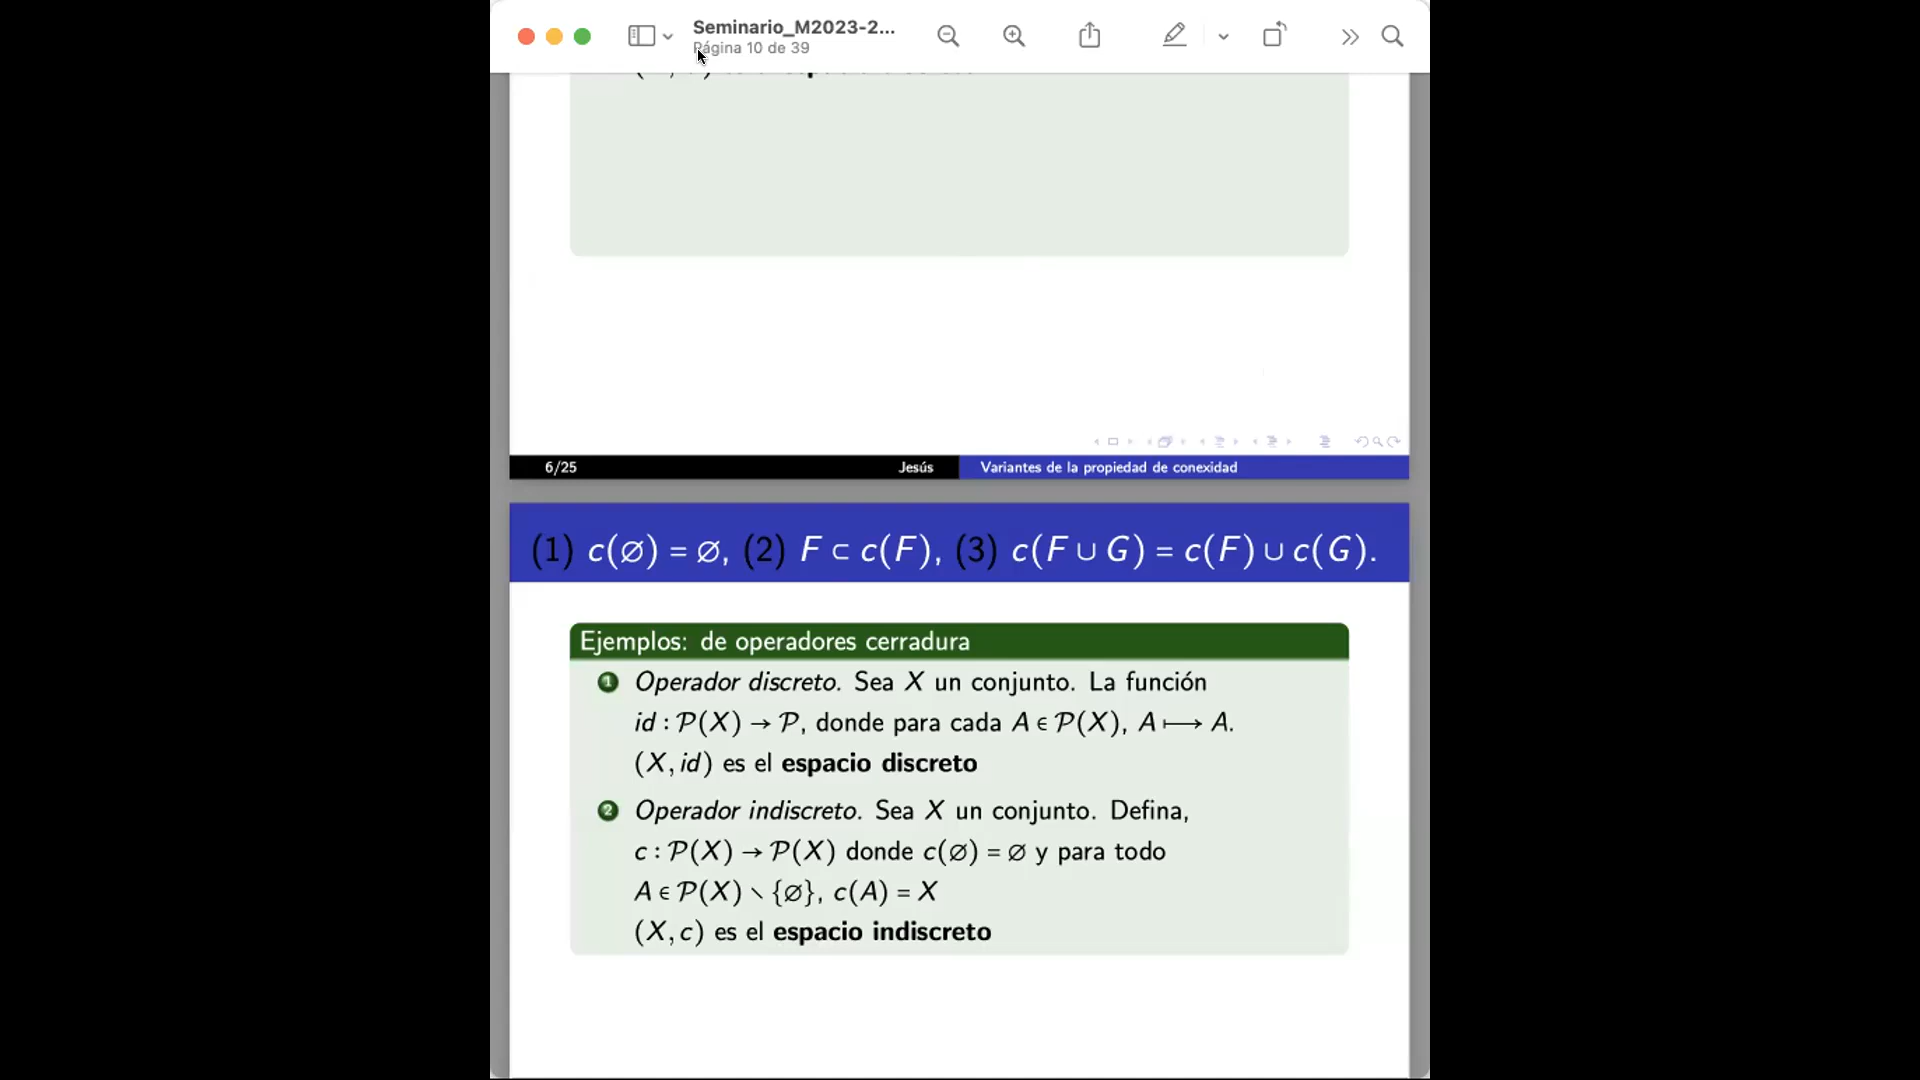 Seminario_M2023-2...
Página 10 de 39
6/25 Jesús Variantes de la propiedad de conexidad
(1) c(∅) = ∅, (2) F ⊂ c(F), (3) c(F ∪ G) = c(F) ∪ c(G).
Ejemplos: de operadores cerradura
1 Operador discreto. Sea X un conjunto. La función
id : 𝒫(X) → 𝒫, donde para cada A ∈ 𝒫(X), A ⟼ A.
(X, id) es el espacio discreto
2 Operador indiscreto. Sea X un conjunto. Defina,
c : 𝒫(X) → 𝒫(X) donde c(∅) = ∅ y para todo
A ∈ 𝒫(X) ∖ {∅}, c(A) = X
(X, c) es el espacio indiscreto